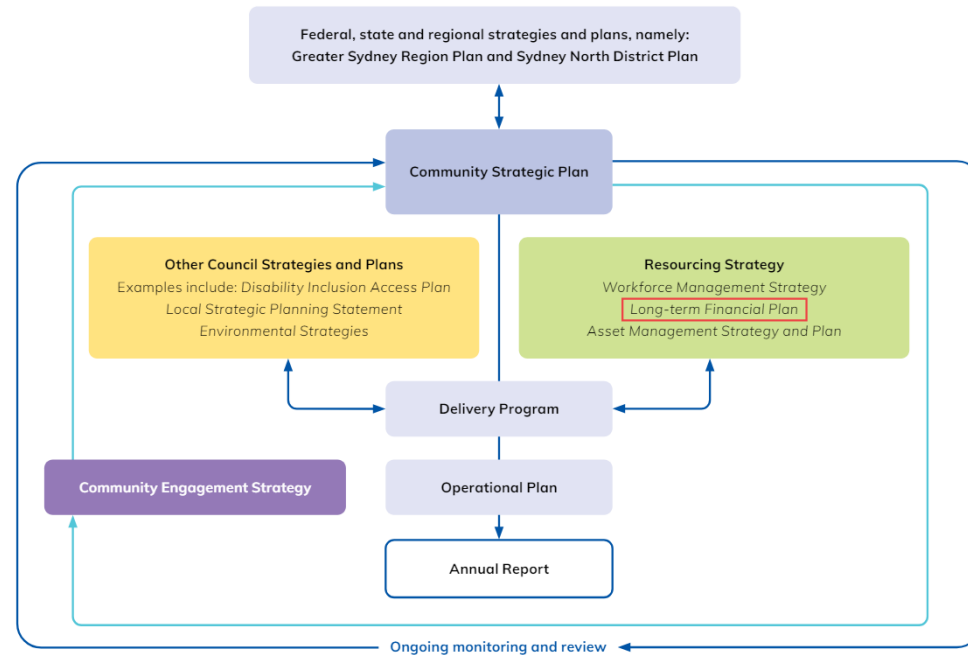 Federal, state and regional strategies and plans, namely:
Greater Sydney Region Plan and Sydney North District Plan
Community Strategic Plan
Other Council Strategies and Plans
Examples include: Disability Inclusion Access Plan
Local Strategic Planning Statement
Environmental Strategies
Resourcing Strategy
Workforce Management Strategy
Long-term Financial Plan
Asset Management Strategy and Plan
Delivery Program
Community Engagement Strategy
Operational Plan
Annual Report
Ongoing monitoring and review